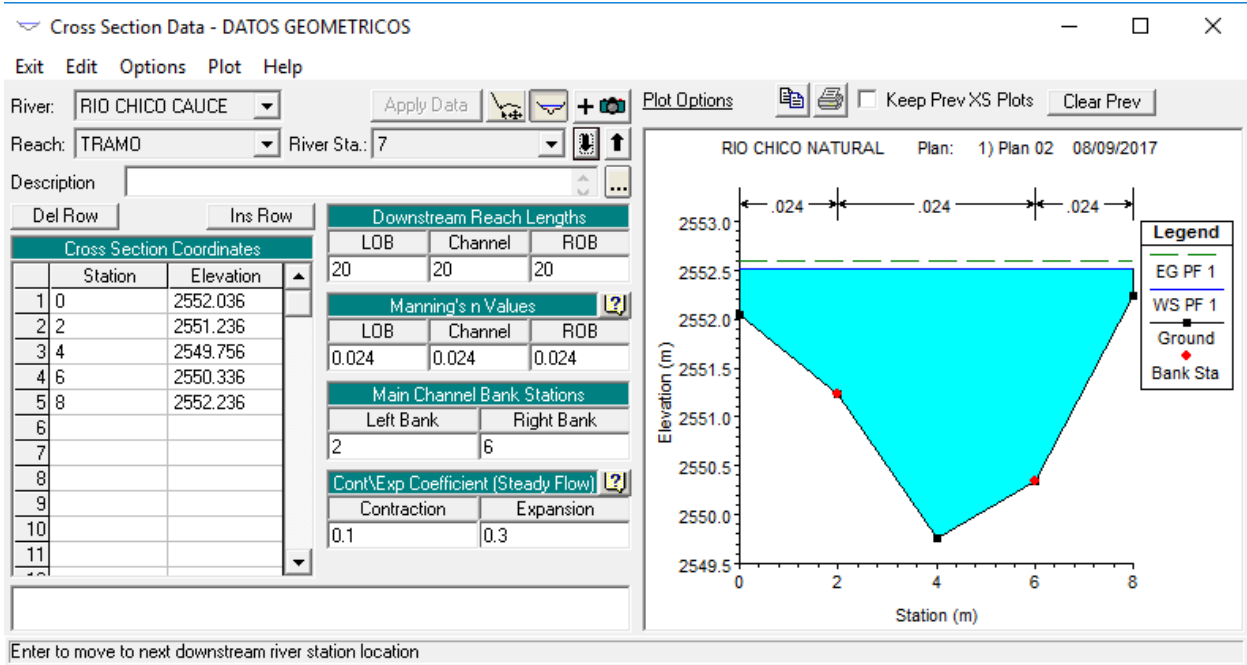 Cross Section Data - DATOS GEOMETRICOS
Exit Edit Options Plot Help
River: RIO CHICO CAUCE Apply Data
Reach: TRAMO River Sta.: 7
Description ...
Del Row Ins Row
Cross Section Coordinates
Station Elevation
1 0 2552.036
2 2 2551.236
3 4 2549.756
4 6 2550.336
5 8 2552.236
6
7
8
9
10
11
Downstream Reach Lengths
LOB Channel ROB
20 20 20
Manning's n Values
LOB Channel ROB
0.024 0.024 0.024
Main Channel Bank Stations
Left Bank Right Bank
2 6
Cont\Exp Coefficient (Steady Flow)
Contraction Expansion
0.1 0.3
Plot Options Keep Prev XS Plots Clear Prev
RIO CHICO NATURAL Plan: 1) Plan 02 08/09/2017
.024 .024 .024
2553.0
2552.5
2552.0
2551.5
2551.0
2550.5
2550.0
2549.5
Elevation (m)
0 2 4 6 8
Station (m)
Legend
EG PF 1
WS PF 1
Ground
Bank Sta
Enter to move to next downstream river station location